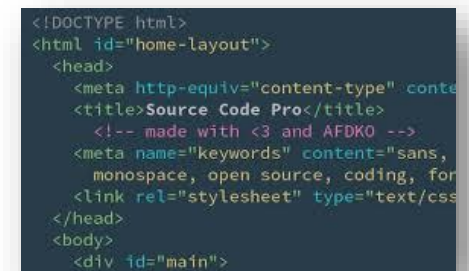 <!DOCTYPE html>
<html id="home-layout">
<head>
<meta http-equiv="content-type" conte
<title>Source Code Pro</title>
<!-- made with <3 and AFDKO -->
<meta name="keywords" content="sans,
monospace, open source, coding, fon
<link rel="stylesheet" type="text/css
</head>
<body>
<div id="main">